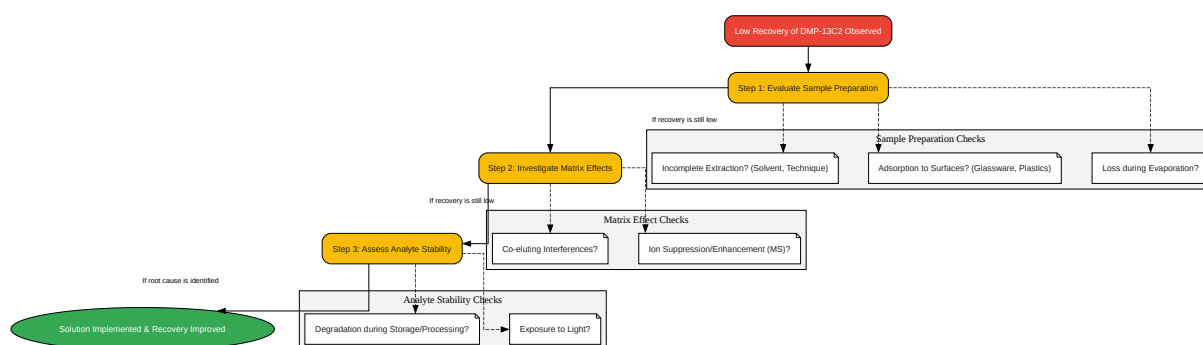 Low Recovery of DMP-13C2 Observed
Step 1: Evaluate Sample Preparation
If recovery is still low
Sample Preparation Checks
Incomplete Extraction? (Solvent, Technique)
Adsorption to Surfaces? (Glassware, Plastics)
Loss during Evaporation?
Step 2: Investigate Matrix Effects
If recovery is still low
Matrix Effect Checks
Co-eluting Interferences?
Ion Suppression/Enhancement (MS)?
Step 3: Assess Analyte Stability
If root cause is identified
Analyte Stability Checks
Degradation during Storage/Processing?
Exposure to Light?
Solution Implemented & Recovery Improved